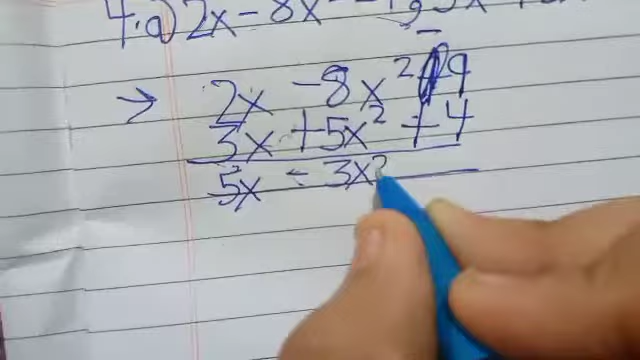 4.a) 2x - 8x
→ 2x - 8x² - 9
3x + 5x² + 4
5x - 3x²